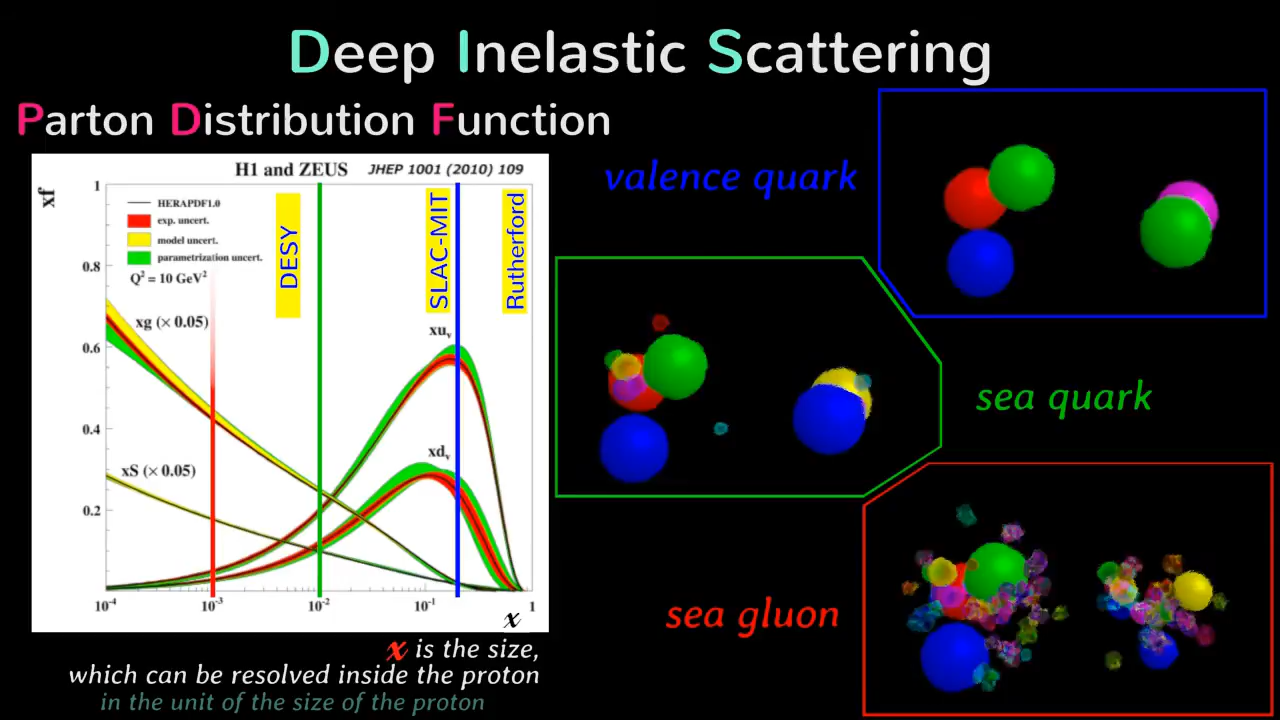 Deep Inelastic Scattering
Parton Distribution Function
H1 and ZEUS JHEP 1001 (2010) 109
xf
1
0.8
0.6
0.4
0.2
HERAPDF1.0
exp. uncert.
model uncert.
parametrization uncert.
Q² = 10 GeV²
DESY
SLAC-MIT
Rutherford
xg (× 0.05)
xuᵥ
xS (× 0.05)
xdᵥ
10⁻⁴ 10⁻³ 10⁻² 10⁻¹ 1
x
x is the size,
which can be resolved inside the proton
in the unit of the size of the proton
valence quark
sea quark
sea gluon